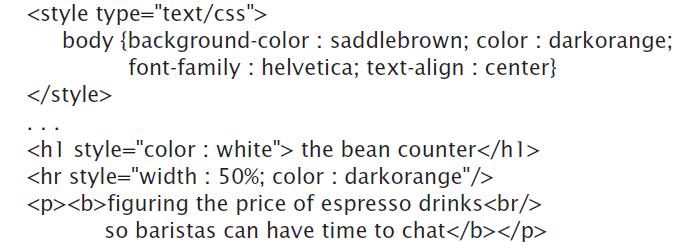 <style type="text/css">
body {background-color : saddlebrown; color : darkorange;
font-family : helvetica; text-align : center}
</style>
. . .
<h1 style="color : white"> the bean counter</h1>
<hr style="width : 50%; color : darkorange"/>
<p><b>figuring the price of espresso drinks<br/>
so baristas can have time to chat</b></p>